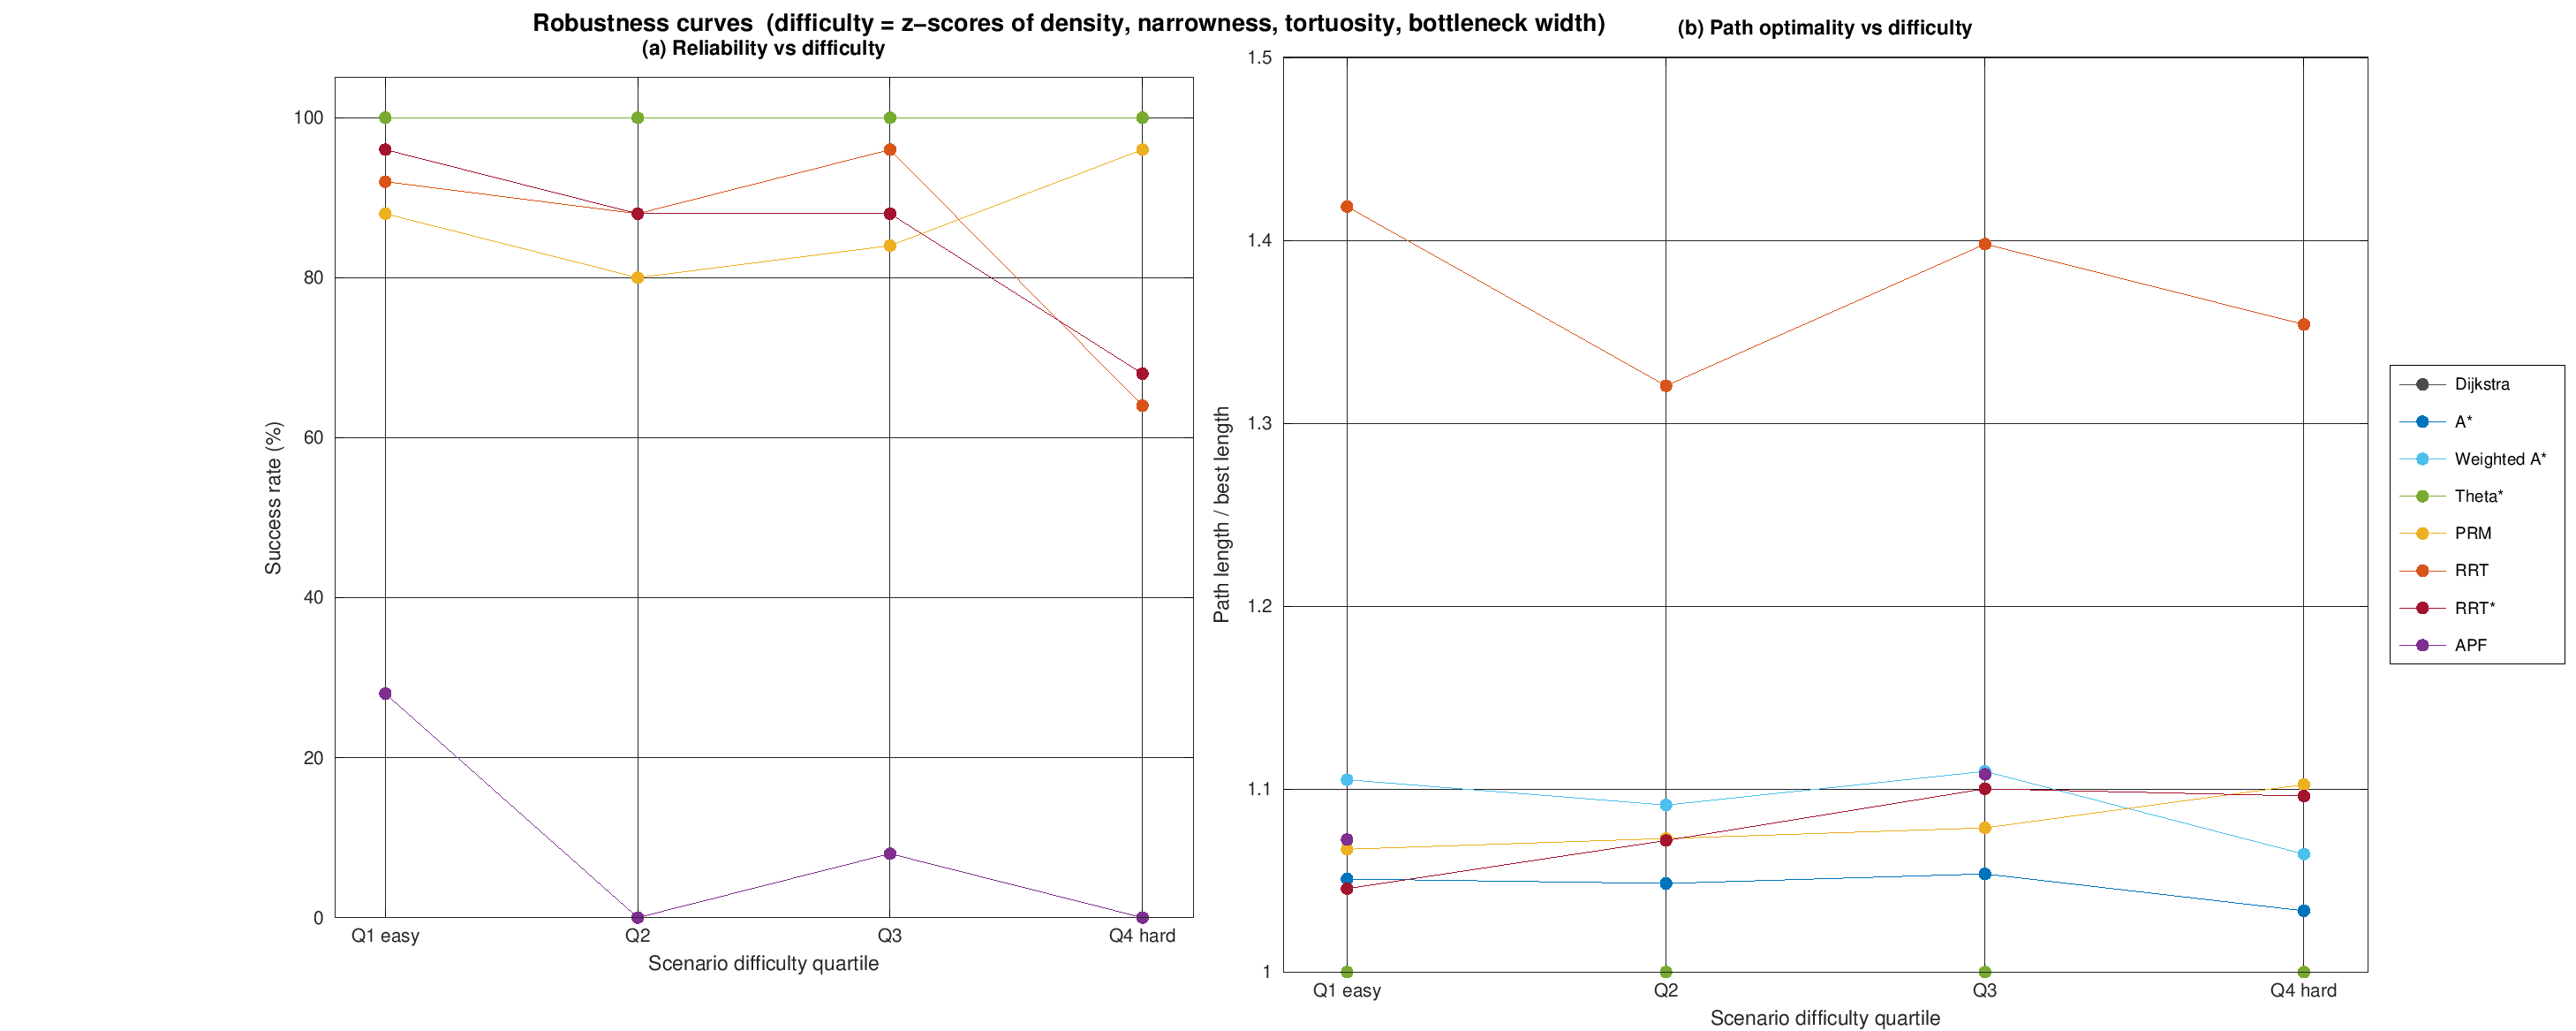 Robustness curves (difficulty = z−scores of density, narrowness, tortuosity, bottleneck width)
(a) Reliability vs difficulty
100
80
60
40
20
0
Success rate (%)
Q1 easy Q2 Q3 Q4 hard
Scenario difficulty quartile
(b) Path optimality vs difficulty
1.5
1.4
1.3
1.2
1.1
1
Path length / best length
Q1 easy Q2 Q3 Q4 hard
Scenario difficulty quartile
Dijkstra
A*
Weighted A*
Theta*
PRM
RRT
RRT*
APF